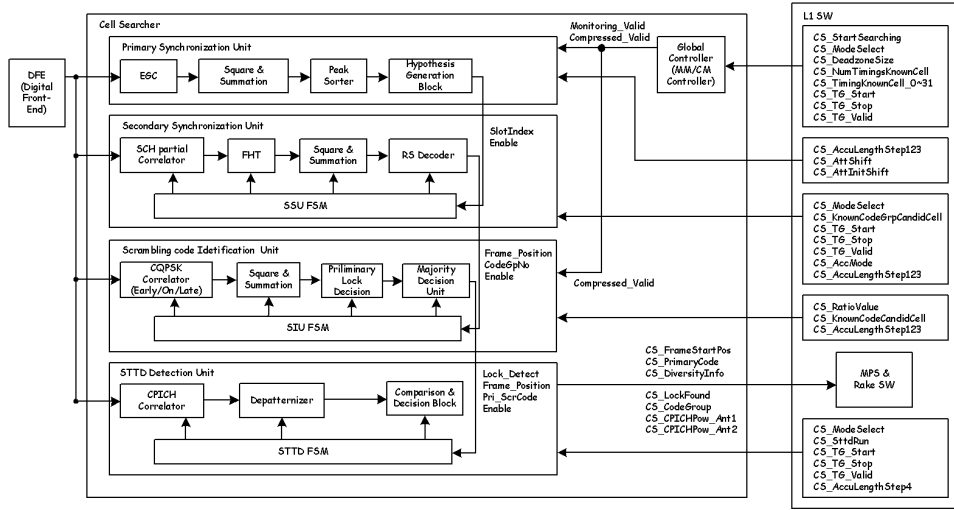 Cell Searcher
L1 SW
DFE
(Digital
Front-
End)
Primary Synchronization Unit
EGC
Square &
Summation
Peak
Sorter
Hypothesis
Generation
Block
Monitoring_Valid
Compressed_Valid
Global
Controller
(MM/CM
Controller)
CS_StartSearching
CS_ModeSelect
CS_DeadzoneSize
CS_NumTimingsKnownCell
CS_TimingKnownCell_0~31
CS_TG_Start
CS_TG_Stop
CS_TG_Valid
Secondary Synchronization Unit
SCH partial
Correlator
FHT
Square &
Summation
RS Decoder
SSU FSM
SlotIndex
Enable
CS_AccuLengthStep123
CS_AttShift
CS_AttInitShift
CS_ModeSelect
CS_KnownCodeGrpCandidCell
CS_TG_Start
CS_TG_Stop
CS_TG_Valid
CS_AccMode
CS_AccuLengthStep123
Scrambling code Idetification Unit
CQPSK
Correlator
(Early/On/Late)
Square &
Summation
Priliminary
Lock
Decision
Majority
Decision
Unit
SIU FSM
Frame_Position
CodeGpNo
Enable
Compressed_Valid
CS_RatioValue
CS_KnownCodeCandidCell
CS_AccuLengthStep123
STTD Detection Unit
CPICH
Correlator
Depatternizer
Comparison &
Decision Block
STTD FSM
Lock_Detect
Frame_Position
Pri_ScrCode
Enable
CS_FrameStartPos
CS_PrimaryCode
CS_DiversityInfo
CS_LockFound
CS_CodeGroup
CS_CPICHPow_Ant1
CS_CPICHPow_Ant2
MPS &
Rake SW
CS_ModeSelect
CS_SttdRun
CS_TG_Start
CS_TG_Stop
CS_TG_Valid
CS_AccuLengthStep4